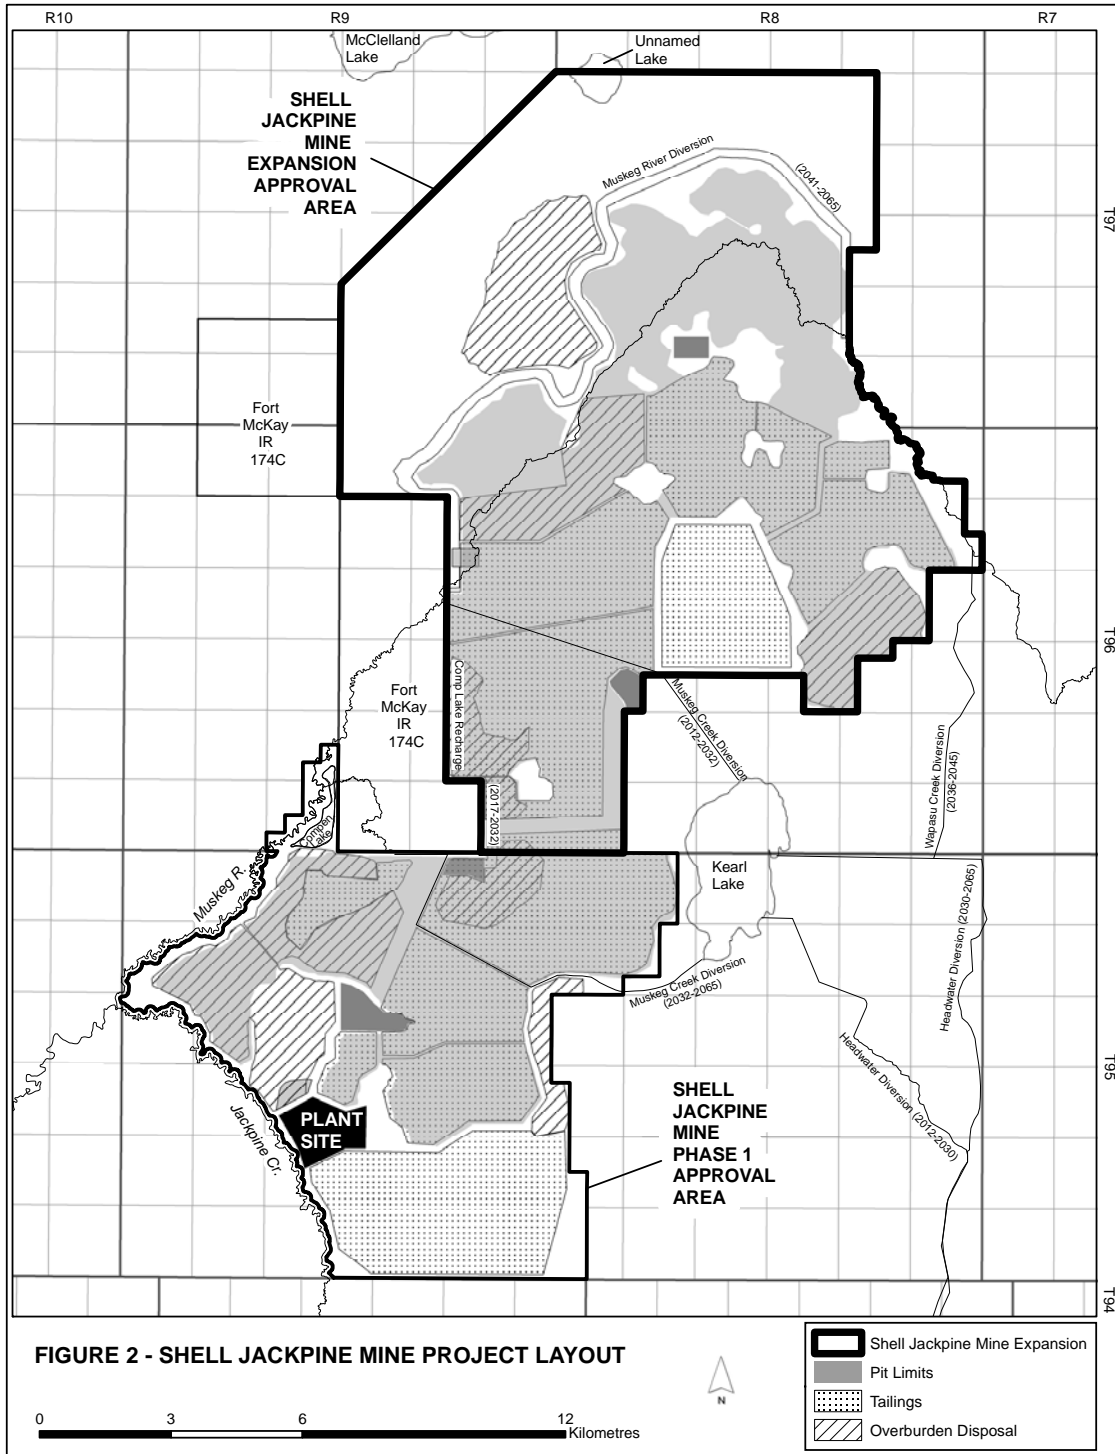 R10
R9
R8
R7
McClelland
Lake
Unnamed
Lake
SHELL
JACKPINE
MINE
EXPANSION
APPROVAL
AREA
Muskeg River Diversion
(2041-2065)
T97
Fort
McKay
IR
174C
T96
Fort
McKay
IR
174C
Comp Lake Recharge
(2017-2032)
Muskeg Creek Diversion
(2012-2032)
Wapasu Creek Diversion
(2036-2045)
Compen
Lake
Muskeg R.
Kearl
Lake
Muskeg Creek Diversion
(2032-2065)
Headwater Diversion (2030-2065)
Headwater Diversion (2012-2030)
T95
Jackpine Cr.
PLANT
SITE
SHELL
JACKPINE
MINE
PHASE 1
APPROVAL
AREA
T94
FIGURE 2 - SHELL JACKPINE MINE PROJECT LAYOUT
0
3
6
12
Kilometres
N
Shell Jackpine Mine Expansion
Pit Limits
Tailings
Overburden Disposal